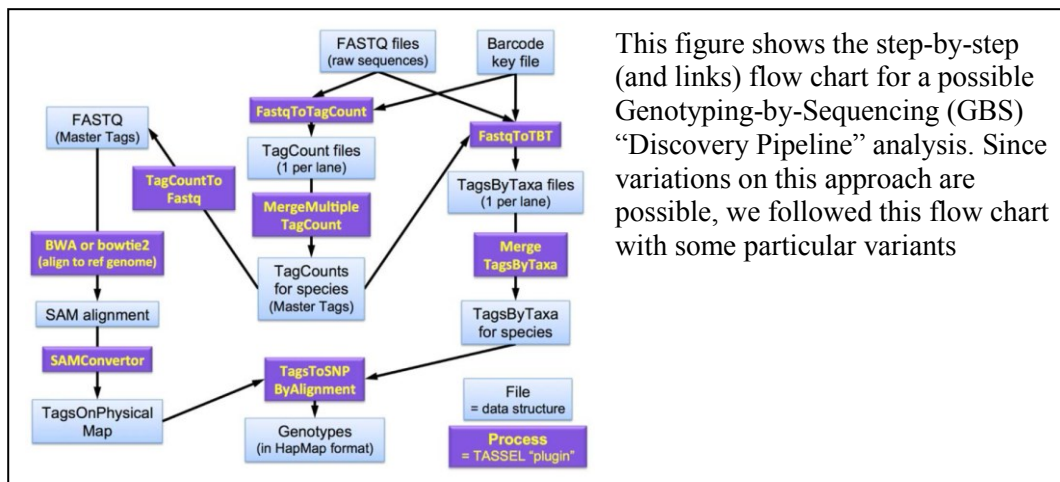 FASTQ files
(raw sequences)
Barcode
key file
FastqToTagCount
FastqToTBT
FASTQ
(Master Tags)
TagCount files
(1 per lane)
TagCountTo
Fastq
TagsByTaxa files
(1 per lane)
MergeMultiple
TagCount
BWA or bowtie2
(align to ref genome)
Merge
TagsByTaxa
TagCounts
for species
(Master Tags)
SAM alignment
TagsByTaxa
for species
SAMConvertor
TagsToSNP
ByAlignment
TagsOnPhysical
Map
Genotypes
(in HapMap format)
File
= data structure
Process
= TASSEL "plugin"
This figure shows the step-by-step
(and links) flow chart for a possible
Genotyping-by-Sequencing (GBS)
“Discovery Pipeline” analysis. Since
variations on this approach are
possible, we followed this flow chart
with some particular variants